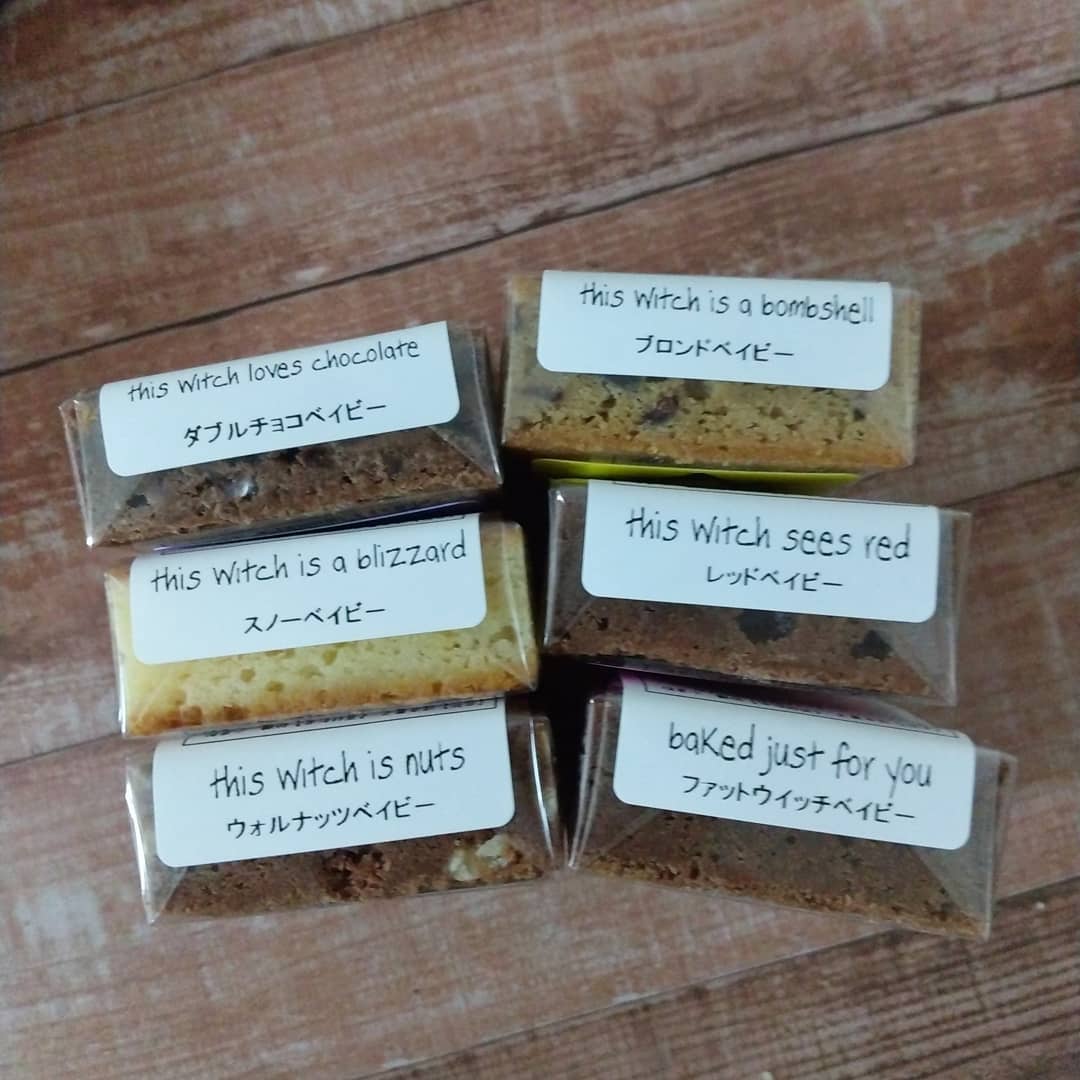 this Witch loves chocolate
ダブルチョコベイビー
this Witch is a bombshell
ブロンドベイビー
this Witch is a blizzard
スノーベイビー
this Witch sees red
レッドベイビー
this Witch is nuts
ウォルナッツベイビー
baked just for you
ファットウイッチベイビー